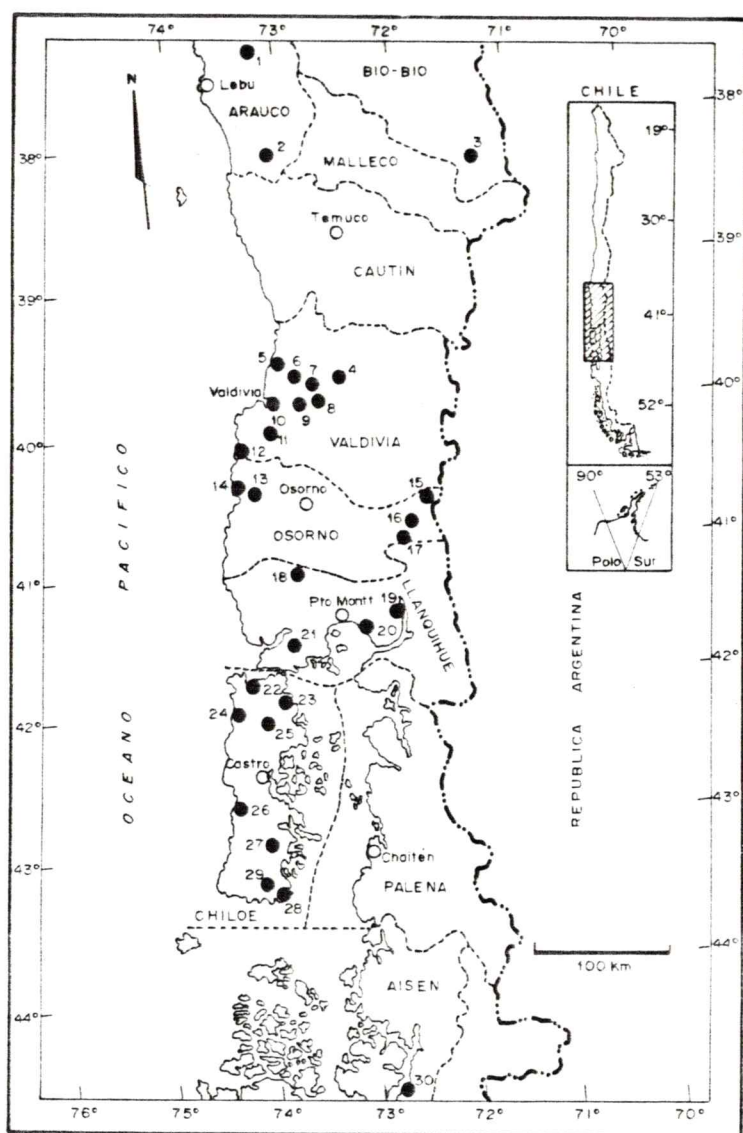 74° 73° 72° 71° 70°
1
N
Lebu
BIO-BIO
CHILE
38°
ARAUCO
19°
2
3
38°
MALLECO
Temuco
30°
39°
CAUTIN
39°
41°
5
6
7
4
40°
Valdivia
8
9
10
52°
11
VALDIVIA
40°
12
15
90° 53°
14
13
Osorno
16
41°
OSORNO
17
Polo Sur
18
41°
Pto Montt
19
LLANQUIHUE
20
21
42°
22
23
24
42°
25
OCEANO PACIFICO
REPUBLICA ARGENTINA
Castro
43°
26
27
Chaitén
43°
29
PALENA
28
CHILOE
44°
100 Km
AISEN
44°
30
76° 75° 74° 73° 72° 71° 70°